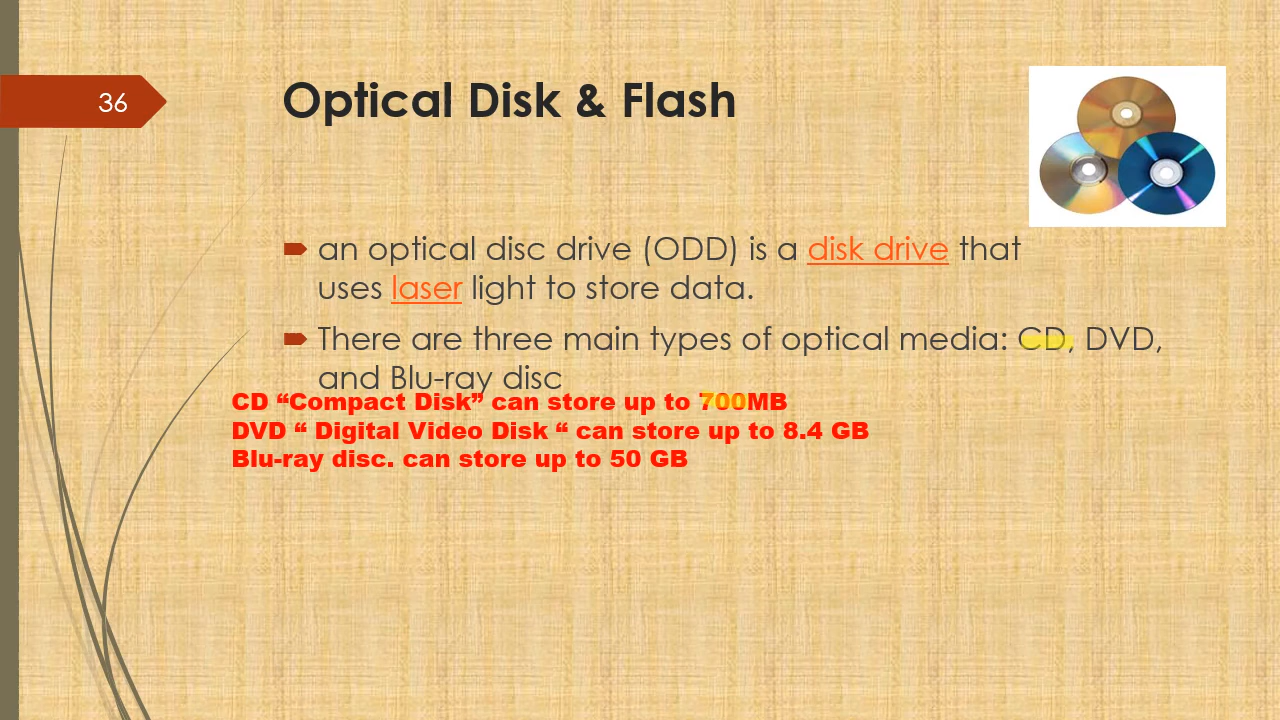 36
Optical Disk & Flash
an optical disc drive (ODD) is a disk drive that
uses laser light to store data.
There are three main types of optical media: CD, DVD,
and Blu-ray disc
CD “Compact Disk” can store up to 700MB
DVD “ Digital Video Disk “ can store up to 8.4 GB
Blu-ray disc. can store up to 50 GB